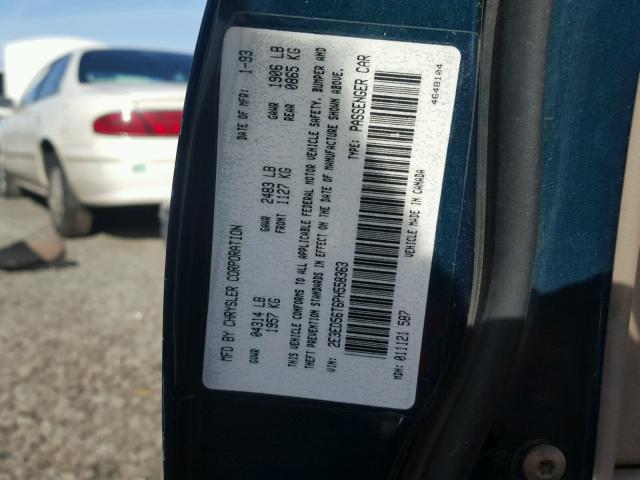 MFD BY CHRYSLER CORPORATION DATE OF MFR: 1-93
GVWR 04314 LB GAWR 2483 LB GAWR 1906 LB
1957 KG FRONT 1127 KG REAR 0865 KG
THIS VEHICLE CONFORMS TO ALL APPLICABLE FEDERAL MOTOR VEHICLE SAFETY, BUMPER AND
THEFT PREVENTION STANDARDS IN EFFECT ON THE DATE OF MANUFACTURE SHOWN ABOVE.
VIN: 2E3ED56T6PH558363 TYPE: PASSENGER CAR
MDH: 011121 587 VEHICLE MADE IN CANADA 4648104